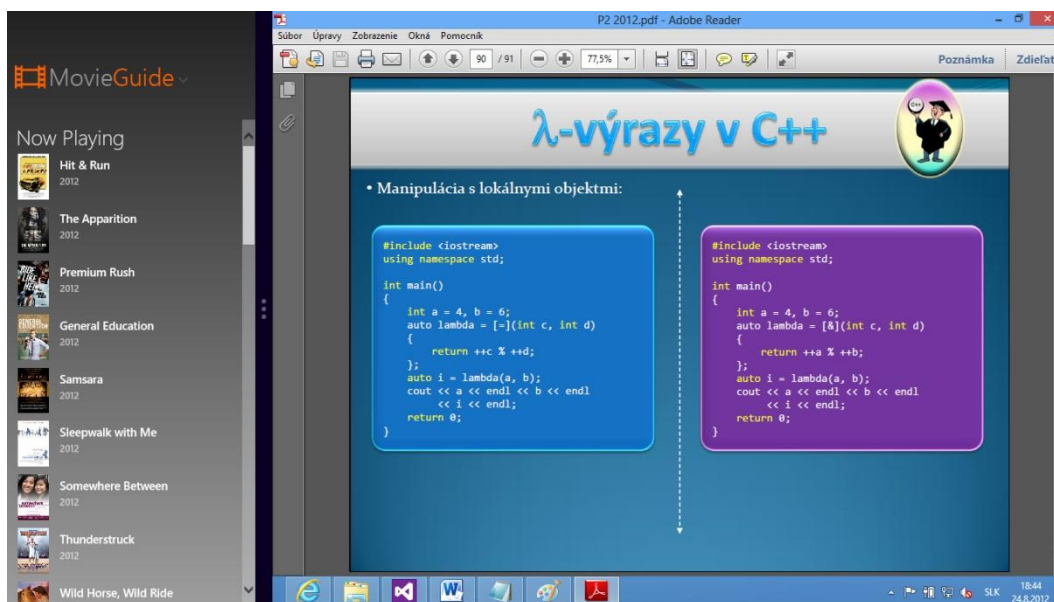 MovieGuide
Now Playing
Hit & Run
2012
The Apparition
2012
Premium Rush
2012
General Education
2012
Samsara
2012
Sleepwalk with Me
2012
Somewhere Between
2012
Thunderstruck
2012
Wild Horse, Wild Ride
P2 2012.pdf - Adobe Reader
Súbor Úpravy Zobrazenie Okná Pomocník
90 / 91 77,5% Poznámka Zdieľať
λ-výrazy v C++
C++
• Manipulácia s lokálnymi objektmi:
#include <iostream>
using namespace std;
int main()
{
int a = 4, b = 6;
auto lambda = [=](int c, int d)
{
return ++c % ++d;
};
auto i = lambda(a, b);
cout << a << endl << b << endl
<< i << endl;
return 0;
}
#include <iostream>
using namespace std;
int main()
{
int a = 4, b = 6;
auto lambda = [&](int c, int d)
{
return ++a % ++b;
};
auto i = lambda(a, b);
cout << a << endl << b << endl
<< i << endl;
return 0;
}
SLK
18:44
24.8.2012